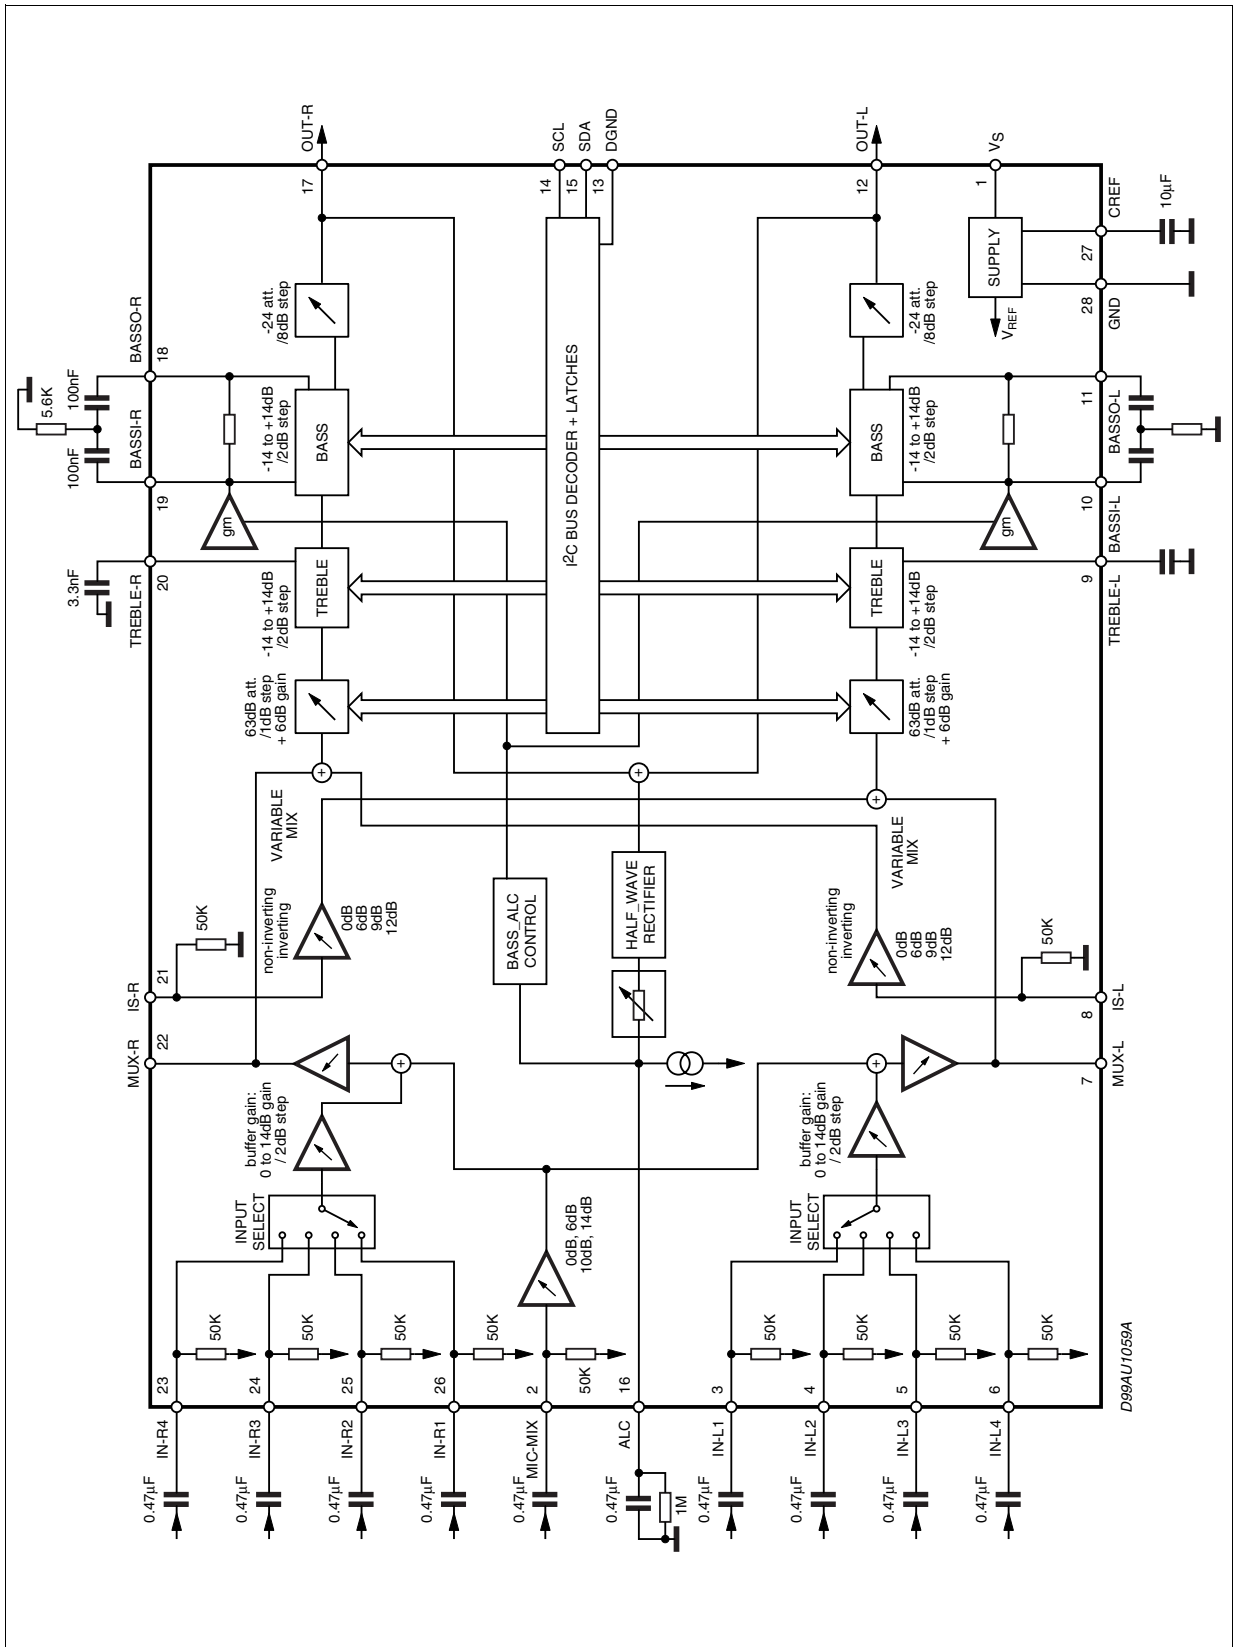 OUT-R
17
SCL
14
SDA
15
DGND
13
OUT-L
12
VS
1
CREF
27
10µF
SUPPLY
VREF
28
GND
-24 att.
/8dB step
-24 att.
/8dB step
BASSO-R
18
5.6K
100nF
100nF
BASSI-R
19
BASS
-14 to +14dB
/2dB step
BASS
-14 to +14dB
/2dB step
11
BASSO-L
10
BASSI-L
gm
gm
I2C BUS DECODER + LATCHES
3.3nF
TREBLE-R
20
TREBLE
-14 to +14dB
/2dB step
TREBLE
-14 to +14dB
/2dB step
9
TREBLE-L
63dB att.
/1dB step
+ 6dB gain
63dB att.
/1dB step
+ 6dB gain
+
+
+
VARIABLE
MIX
VARIABLE
MIX
50K
non-inverting
inverting
0dB
6dB
9dB
12dB
BASS_ALC
CONTROL
HALF_WAVE
RECTIFIER
non-inverting
inverting
0dB
6dB
9dB
12dB
50K
IS-R
21
8
IS-L
MUX-R
22
7
MUX-L
+
+
buffer gain:
0 to 14dB gain
/ 2dB step
buffer gain:
0 to 14dB gain
/ 2dB step
INPUT
SELECT
INPUT
SELECT
0dB, 6dB
10dB, 14dB
50K
50K
50K
50K
50K
50K
50K
50K
50K
23
24
25
26
2
16
3
4
5
6
IN-R4
IN-R3
IN-R2
IN-R1
MIC-MIX
ALC
IN-L1
IN-L2
IN-L3
IN-L4
0.47µF
0.47µF
0.47µF
0.47µF
0.47µF
0.47µF
1M
0.47µF
0.47µF
0.47µF
0.47µF
D99AU1059A